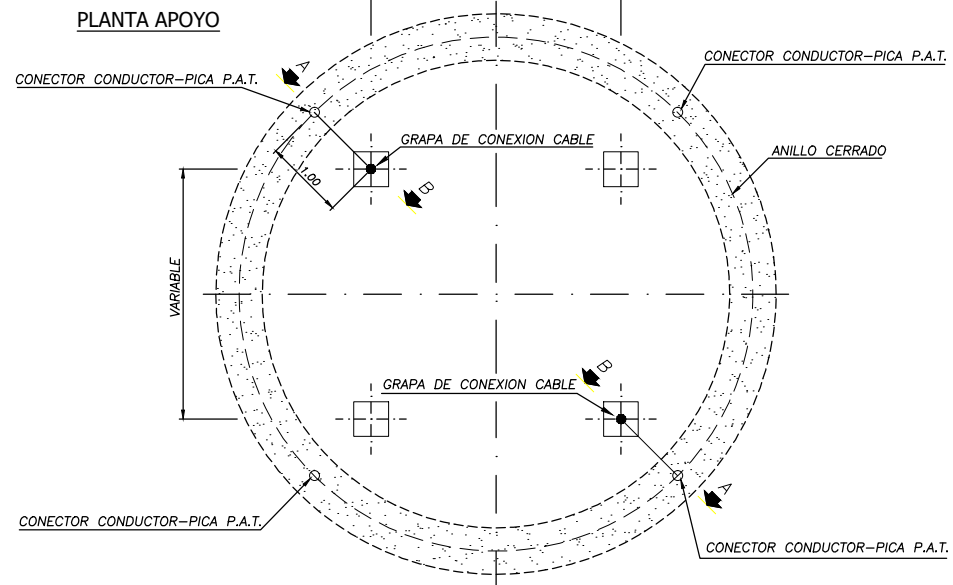 PLANTA APOYO
CONECTOR CONDUCTOR-PICA P.A.T.
A
CONECTOR CONDUCTOR-PICA P.A.T.
GRAPA DE CONEXION CABLE
ANILLO CERRADO
1.00
B
VARIABLE
GRAPA DE CONEXION CABLE
B
A
CONECTOR CONDUCTOR-PICA P.A.T.
CONECTOR CONDUCTOR-PICA P.A.T.